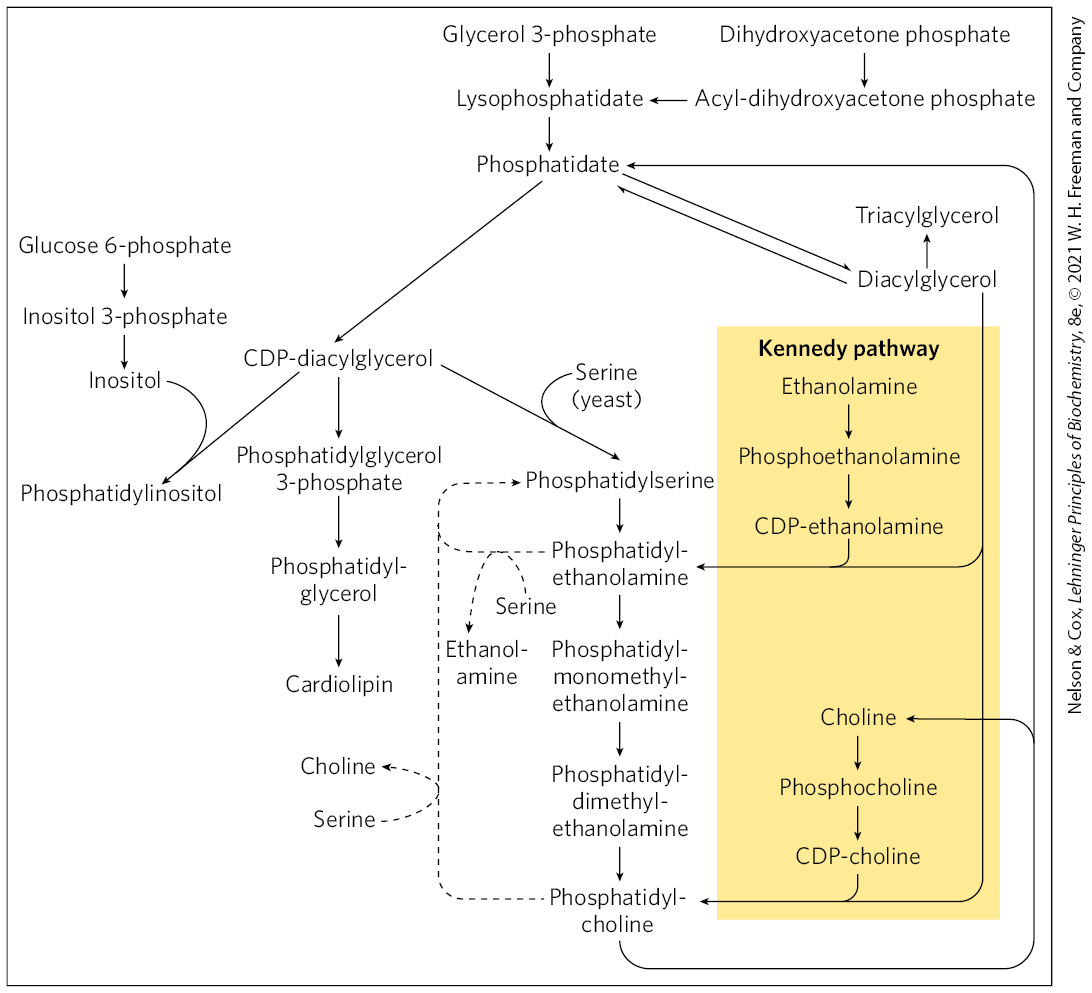 Glycerol 3-phosphate
Dihydroxyacetone phosphate
Lysophosphatidate
Acyl-dihydroxyacetone phosphate
Phosphatidate
Triacylglycerol
Glucose 6-phosphate
Diacylglycerol
Inositol 3-phosphate
Kennedy pathway
CDP-diacylglycerol
Inositol
Serine
(yeast)
Ethanolamine
Phosphatidylglycerol
3-phosphate
Phosphoethanolamine
Phosphatidylinositol
Phosphatidylserine
CDP-ethanolamine
Phosphatidyl-
ethanolamine
Phosphatidyl-
glycerol
Serine
Ethanol-
amine
Phosphatidyl-
monomethyl-
ethanolamine
Cardiolipin
Choline
Choline
Serine
Phosphatidyl-
dimethyl-
ethanolamine
Phosphocholine
CDP-choline
Phosphatidyl-
choline
Nelson & Cox, Lehninger Principles of Biochemistry, 8e, © 2021 W. H. Freeman and Company